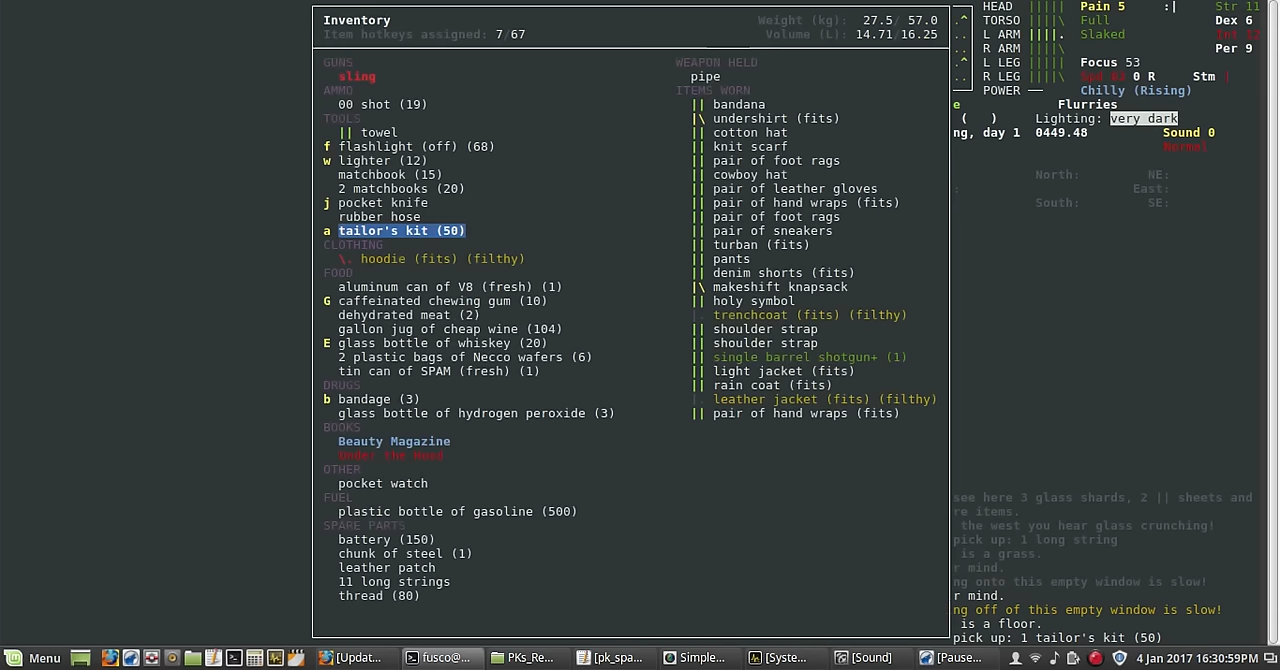 Inventory
Weight (kg): 27.5/ 57.0
Item hotkeys assigned: 7/67
Volume (L): 14.71/16.25
GUNS
sling
AMMO
00 shot (19)
TOOLS
|| towel
f flashlight (off) (68)
w lighter (12)
matchbook (15)
2 matchbooks (20)
j pocket knife
rubber hose
a tailor's kit (50)
CLOTHING
\. hoodie (fits) (filthy)
FOOD
aluminum can of V8 (fresh) (1)
G caffeinated chewing gum (10)
dehydrated meat (2)
gallon jug of cheap wine (104)
E glass bottle of whiskey (20)
2 plastic bags of Necco wafers (6)
tin can of SPAM (fresh) (1)
DRUGS
b bandage (3)
glass bottle of hydrogen peroxide (3)
BOOKS
Beauty Magazine
Under the Hood
OTHER
pocket watch
FUEL
plastic bottle of gasoline (500)
SPARE PARTS
battery (150)
chunk of steel (1)
leather patch
11 long strings
thread (80)
WEAPON HELD
pipe
ITEMS WORN
|| bandana
|\ undershirt (fits)
|| cotton hat
|| knit scarf
|| pair of foot rags
|| cowboy hat
|| pair of leather gloves
|| pair of hand wraps (fits)
|| pair of foot rags
|| pair of sneakers
|| turban (fits)
|| pants
|| denim shorts (fits)
|\ makeshift knapsack
|| holy symbol
|. trenchcoat (fits) (filthy)
|| shoulder strap
|| shoulder strap
|| single barrel shotgun+ (1)
|| light jacket (fits)
|| rain coat (fits)
|. leather jacket (fits) (filthy)
|| pair of hand wraps (fits)
HEAD ||||| Pain 5 :| Str 11
TORSO ||||\ Full Dex 6
L ARM ||||. Slaked Int 12
R ARM ||||\ Per 9
L LEG ||||| Focus 53
R LEG ||||\ Spd 83 0 R Stm |
POWER — Chilly (Rising)
e Flurries
( ) Lighting: very dark
ng, day 1 0449.48 Sound 0
Normal
North: NE:
: East:
South: SE:
see here 3 glass shards, 2 || sheets and
re items.
the west you hear glass crunching!
pick up: 1 long string
is a grass.
r mind.
ng onto this empty window is slow!
r mind.
ng off of this empty window is slow!
is a floor.
pick up: 1 tailor's kit (50)
Menu
[Updat...
fusco@...
PKs_Re...
[pk_spa...
Simple...
[Syste...
[Sound]
[Pause...
4 Jan 2017 16:30:59PM